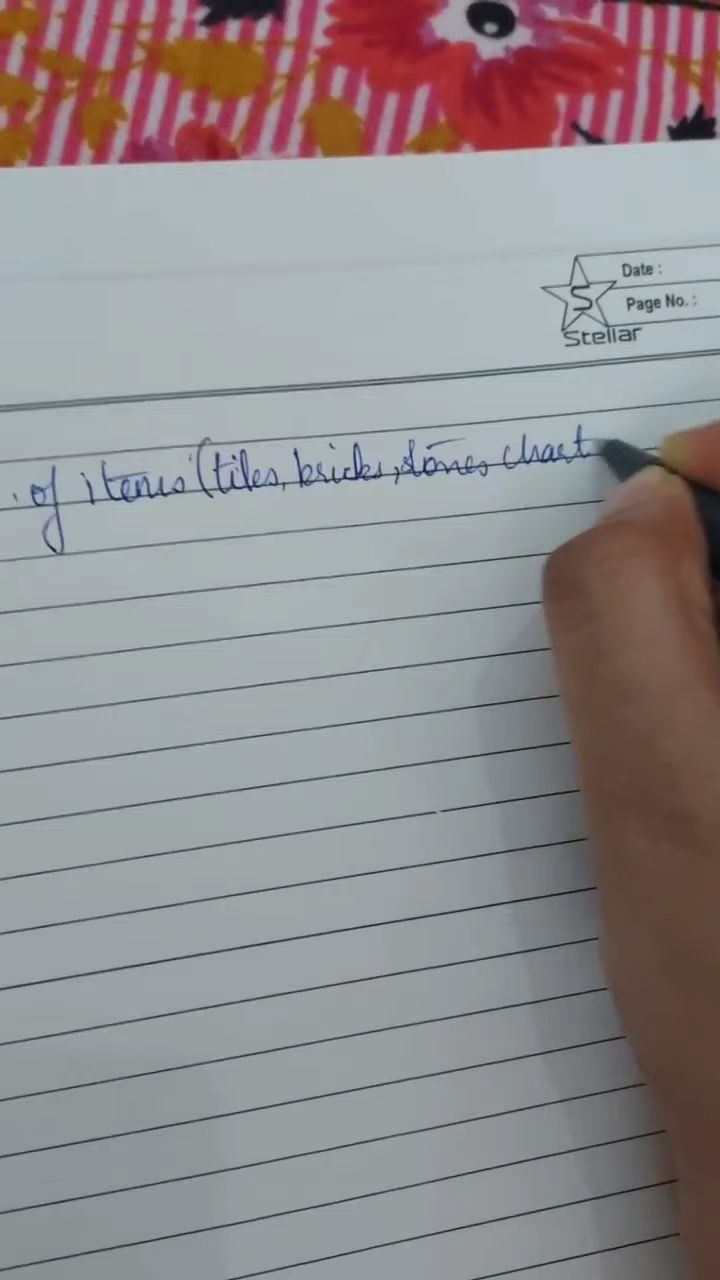 Date :
S
Page No. :
Stellar
. of items (tiles, bricks, stones chart